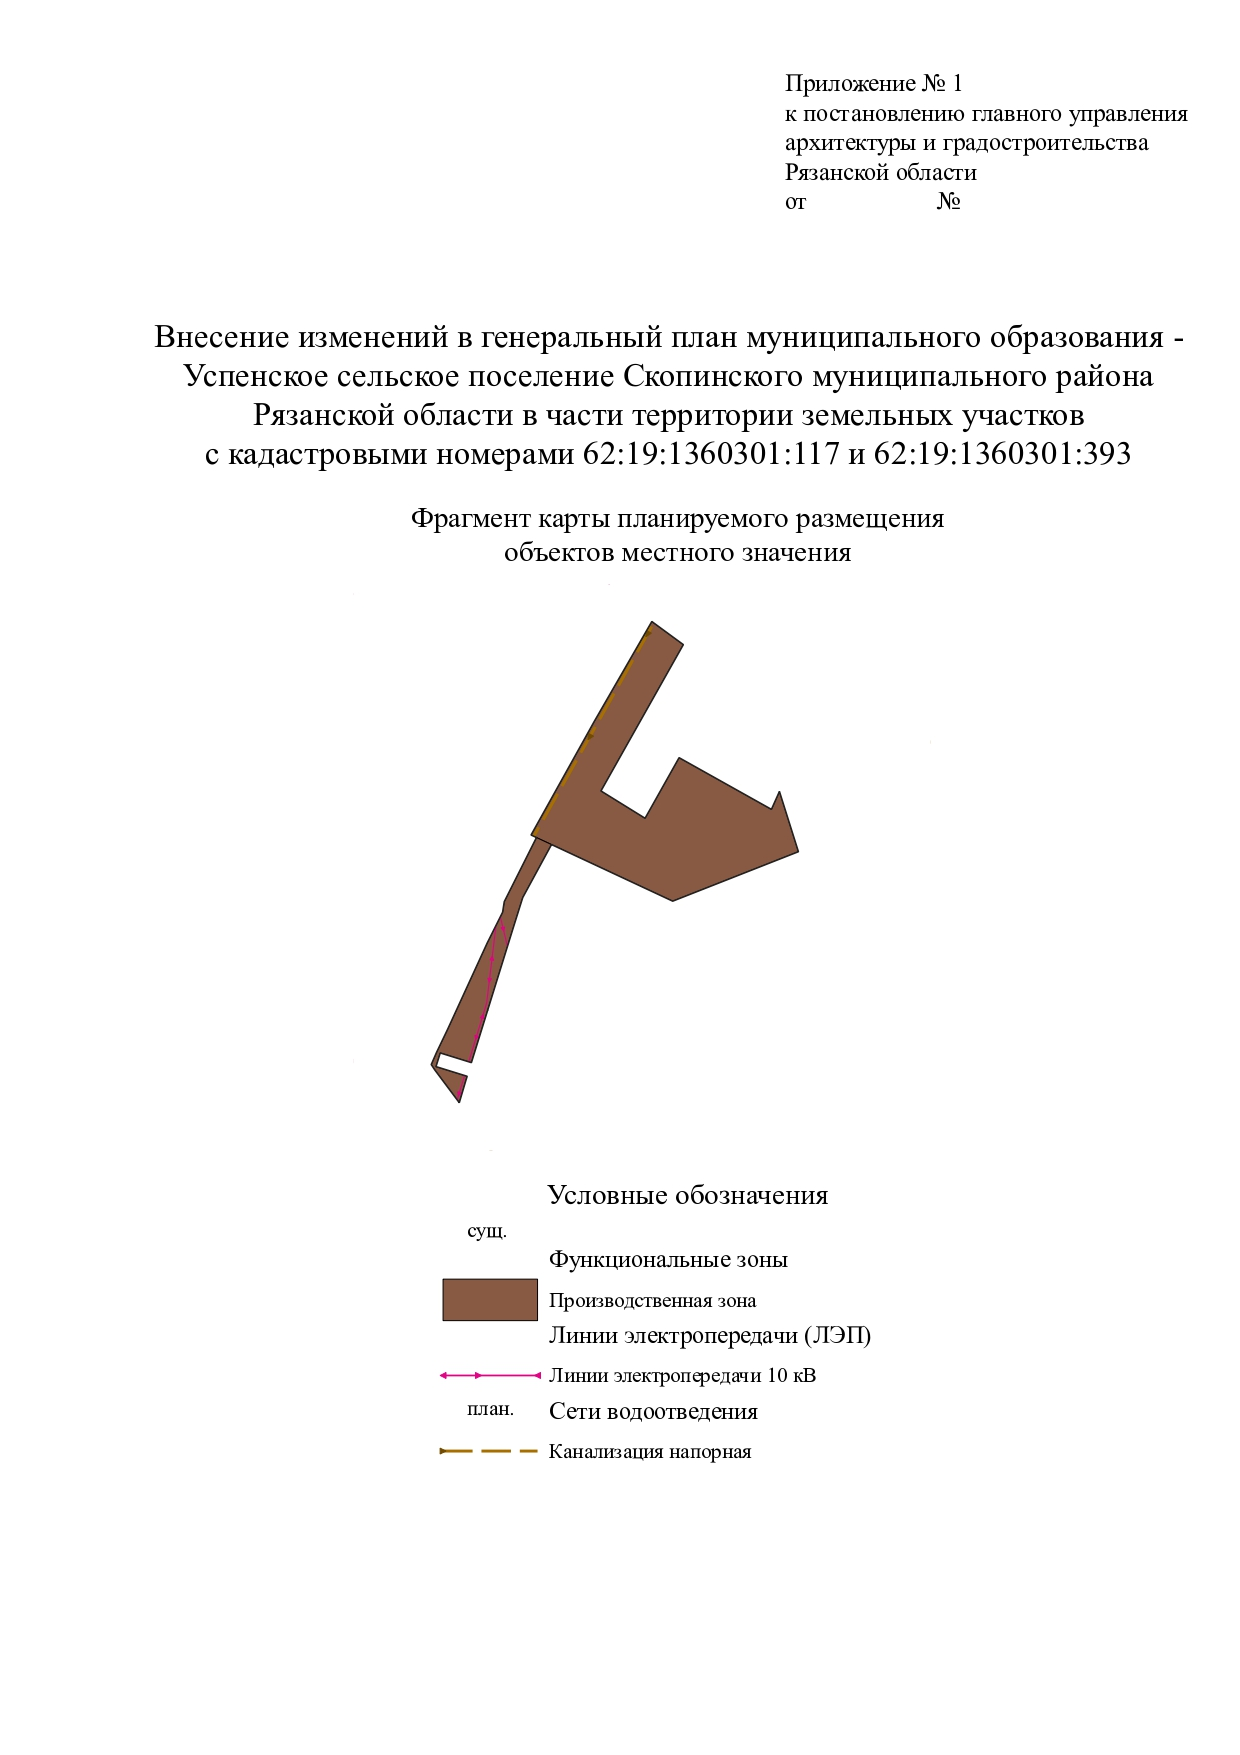 Приложение № 1
к постановлению главного управления
архитектуры и градостроительства
Рязанской области
от №
Внесение изменений в генеральный план муниципального образования -
Успенское сельское поселение Скопинского муниципального района
Рязанской области в части территории земельных участков
с кадастровыми номерами 62:19:1360301:117 и 62:19:1360301:393
Фрагмент карты планируемого размещения
объектов местного значения
Условные обозначения
сущ.
Функциональные зоны
Производственная зона
Линии электропередачи (ЛЭП)
Линии электропередачи 10 кВ
план. Сети водоотведения
Канализация напорная